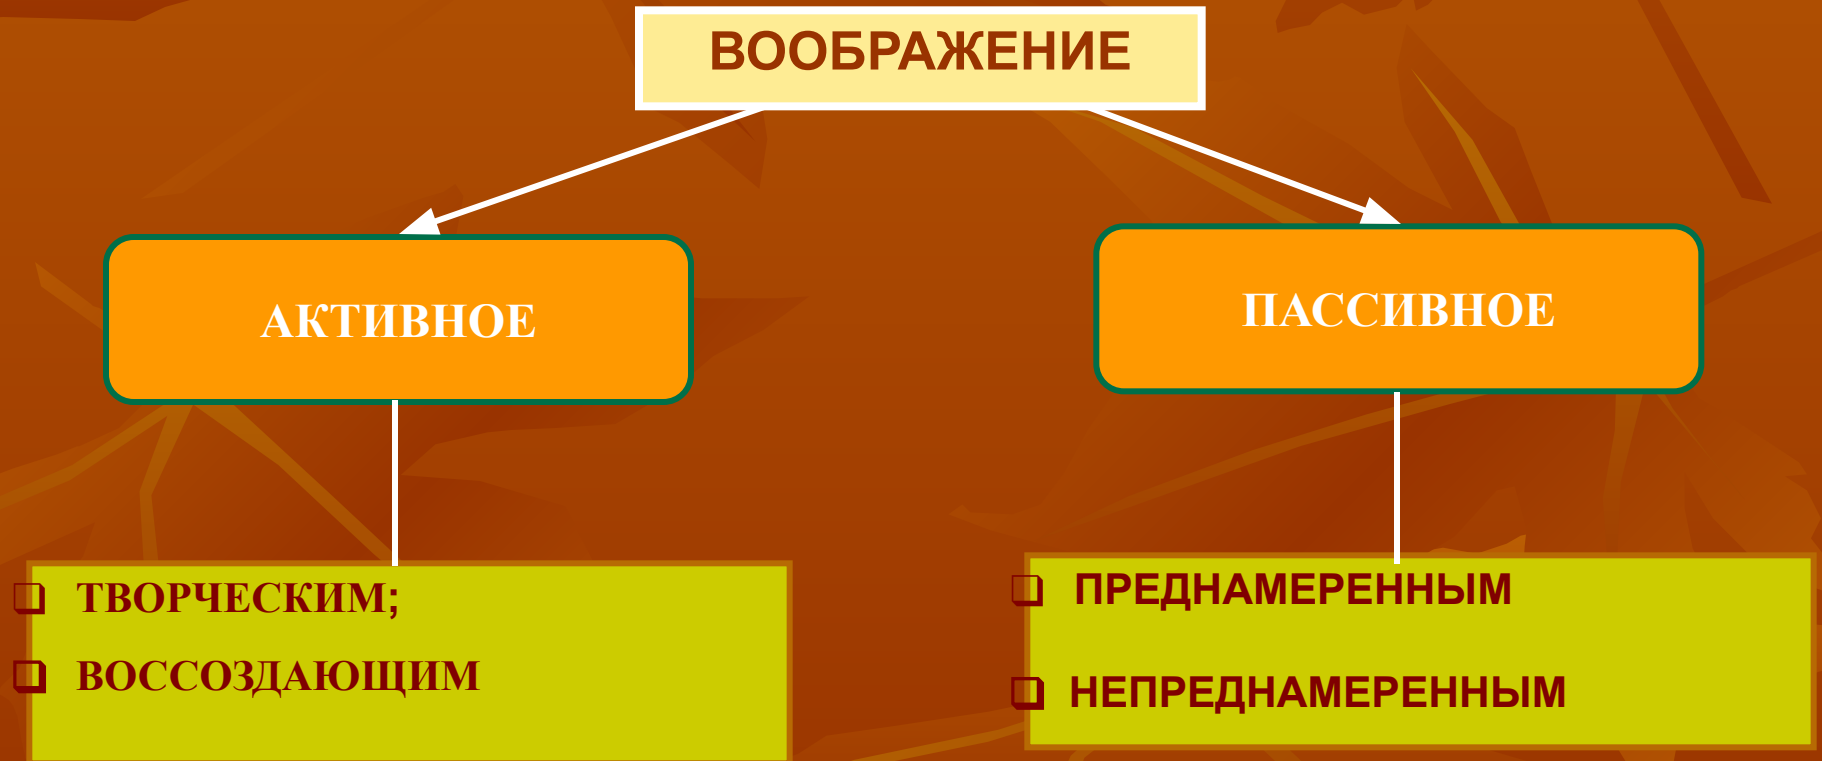 ВООБРАЖЕНИЕ
АКТИВНОЕ
ПАССИВНОЕ
ТВОРЧЕСКИМ;
ВОССОЗДАЮЩИМ
ПРЕДНАМЕРЕННЫМ
НЕПРЕДНАМЕРЕННЫМ